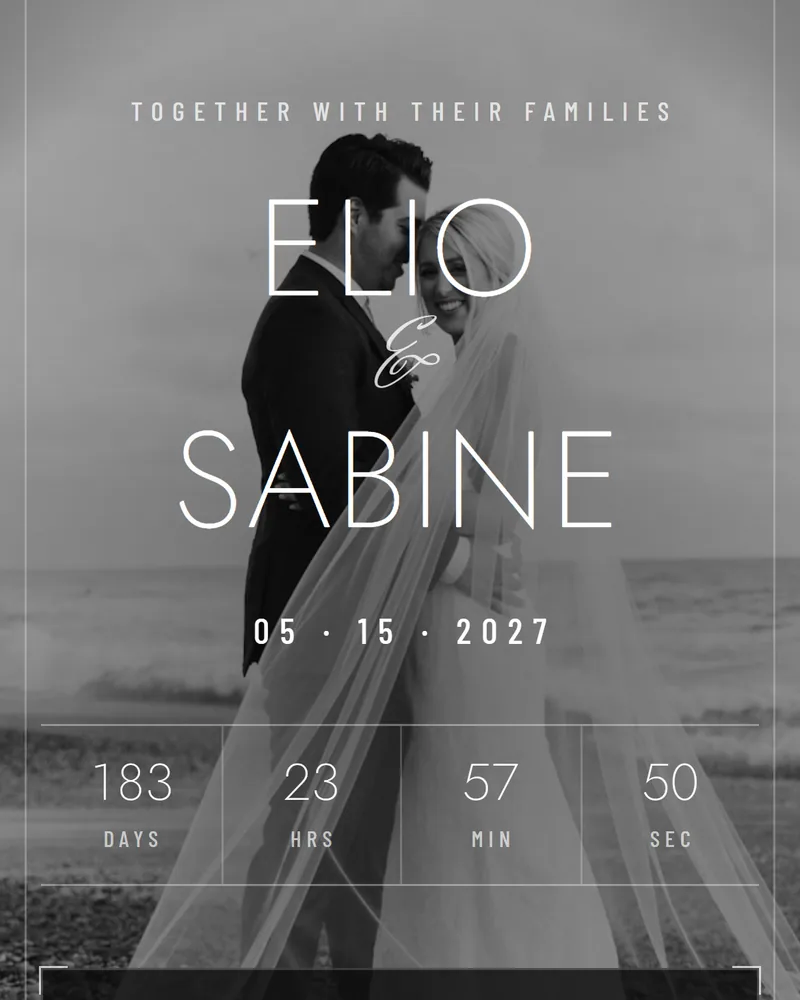 TOGETHER WITH THEIR FAMILIES
ELIO
&
SABINE
05 · 15 · 2027
183 23 57 50
DAYS HRS MIN SEC